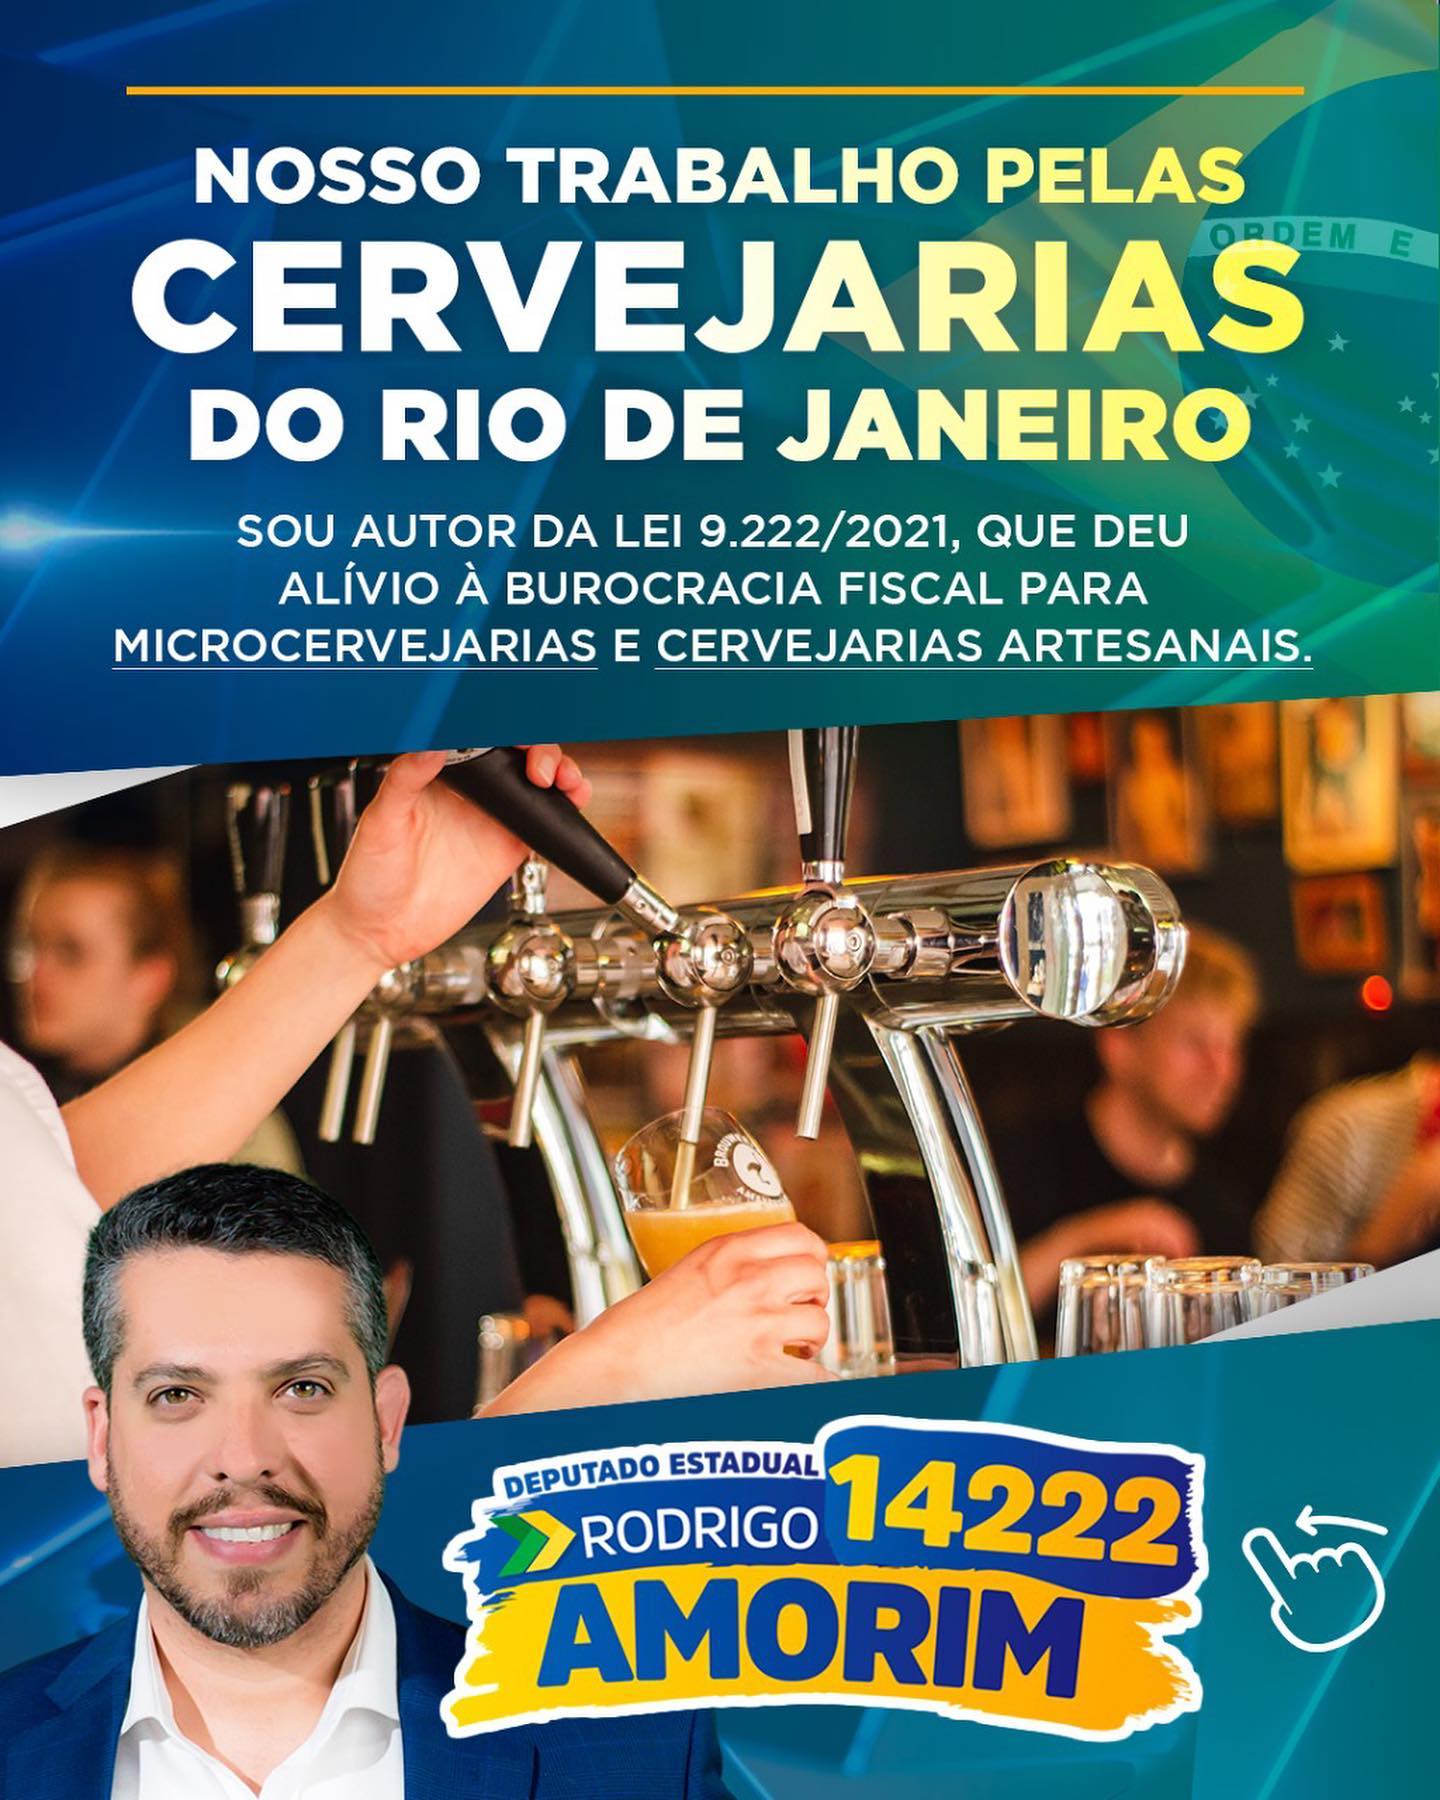 NOSSO TRABALHO PELAS
CERVEJARIAS
DO RIO DE JANEIRO
ORDEM E
SOU AUTOR DA LEI 9.222/2021, QUE DEU
ALÍVIO À BUROCRACIA FISCAL PARA
MICROCERVEJARIAS E CERVEJARIAS ARTESANAIS.
DEPUTADO ESTADUAL
RODRIGO
14222
AMORIM